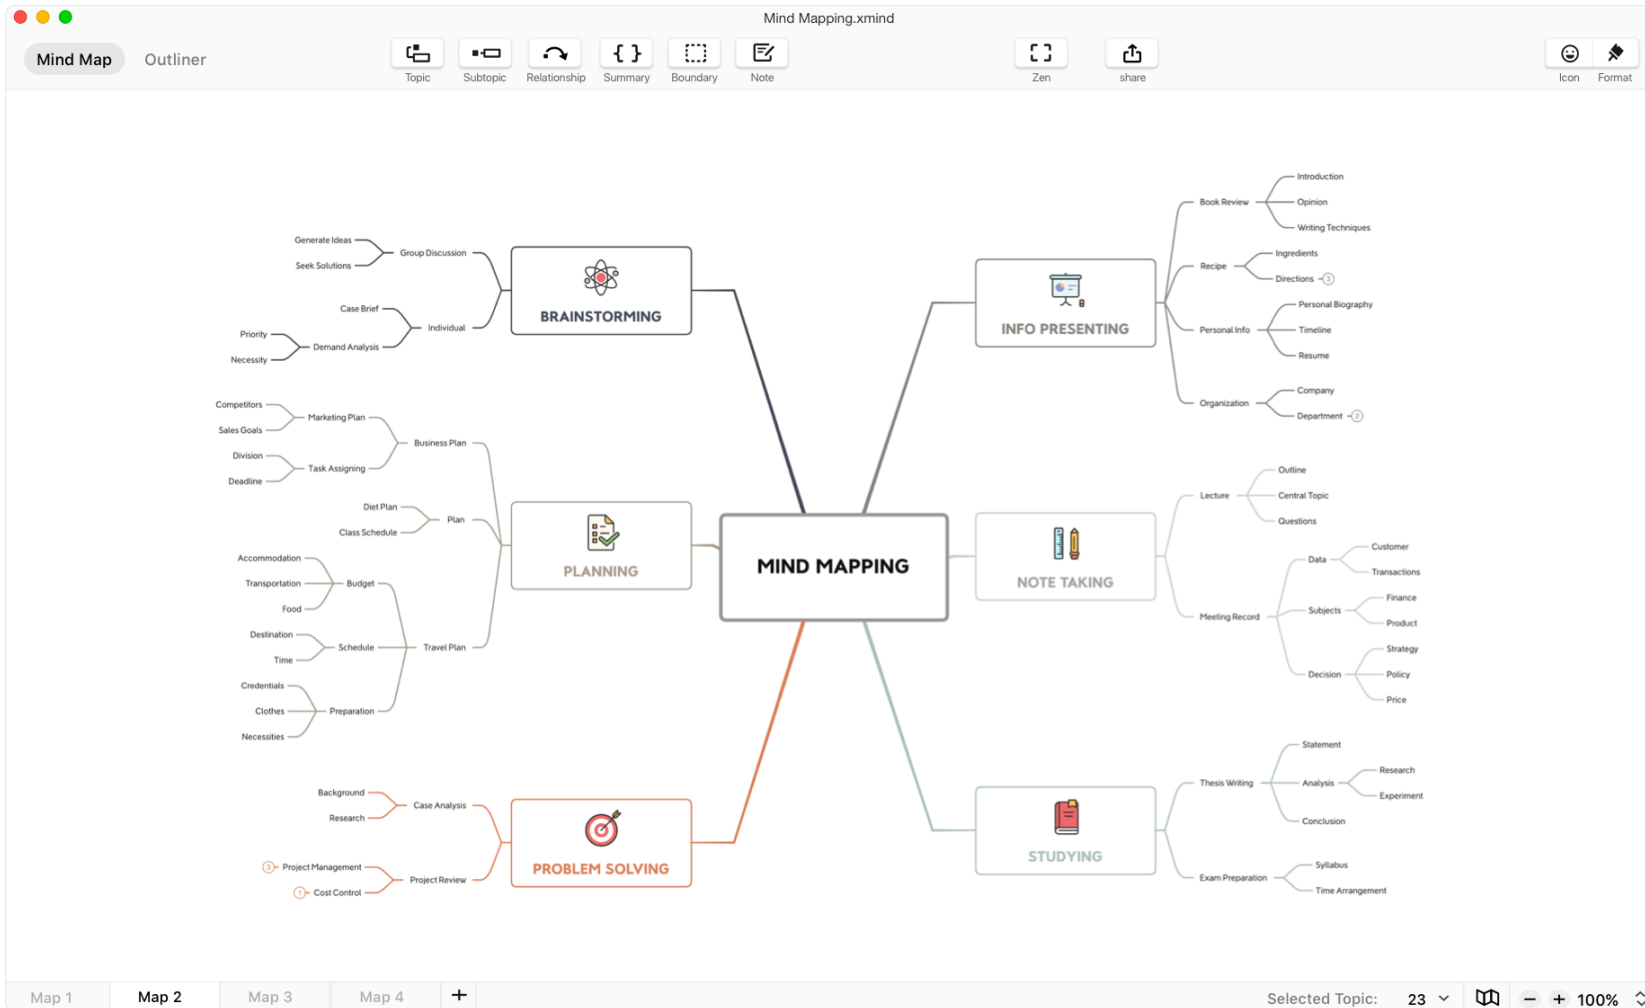 Mind Mapping.xmind
Mind Map
Outliner
Topic
Subtopic
Relationship
Summary
Boundary
Note
Zen
share
Icon
Format
MIND MAPPING
BRAINSTORMING
Group Discussion
Generate Ideas
Seek Solutions
Individual
Case Brief
Demand Analysis
Priority
Necessity
PLANNING
Business Plan
Marketing Plan
Competitors
Sales Goals
Task Assigning
Division
Deadline
Plan
Diet Plan
Class Schedule
Travel Plan
Budget
Accommodation
Transportation
Food
Schedule
Destination
Time
Preparation
Credentials
Clothes
Necessities
PROBLEM SOLVING
Case Analysis
Background
Research
Project Review
Project Management
3
Cost Control
1
INFO PRESENTING
Book Review
Introduction
Opinion
Writing Techniques
Recipe
Ingredients
Directions
3
Personal Info
Personal Biography
Timeline
Resume
Organization
Company
Department
2
NOTE TAKING
Lecture
Outline
Central Topic
Questions
Meeting Record
Data
Customer
Transactions
Subjects
Finance
Product
Decision
Strategy
Policy
Price
STUDYING
Thesis Writing
Statement
Analysis
Research
Experiment
Conclusion
Exam Preparation
Syllabus
Time Arrangement
Map 1
Map 2
Map 3
Map 4
+
Selected Topic:
23
− + 100%